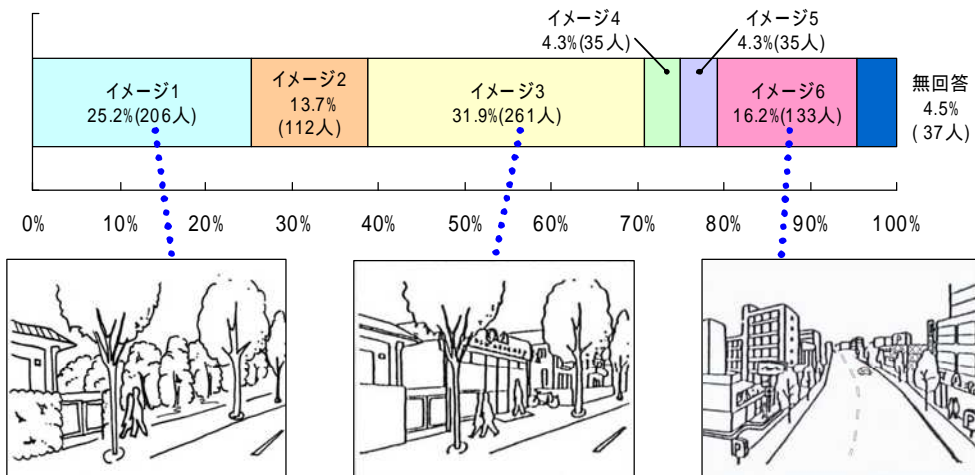 イメージ4
4.3%(35人)
イメージ5
4.3%(35人)
イメージ1
25.2%(206人)
イメージ2
13.7%
(112人)
イメージ3
31.9%(261人)
イメージ6
16.2%(133人)
無回答
4.5%
( 37人)
0%
10%
20%
30%
40%
50%
60%
70%
80%
90%
100%
P
P